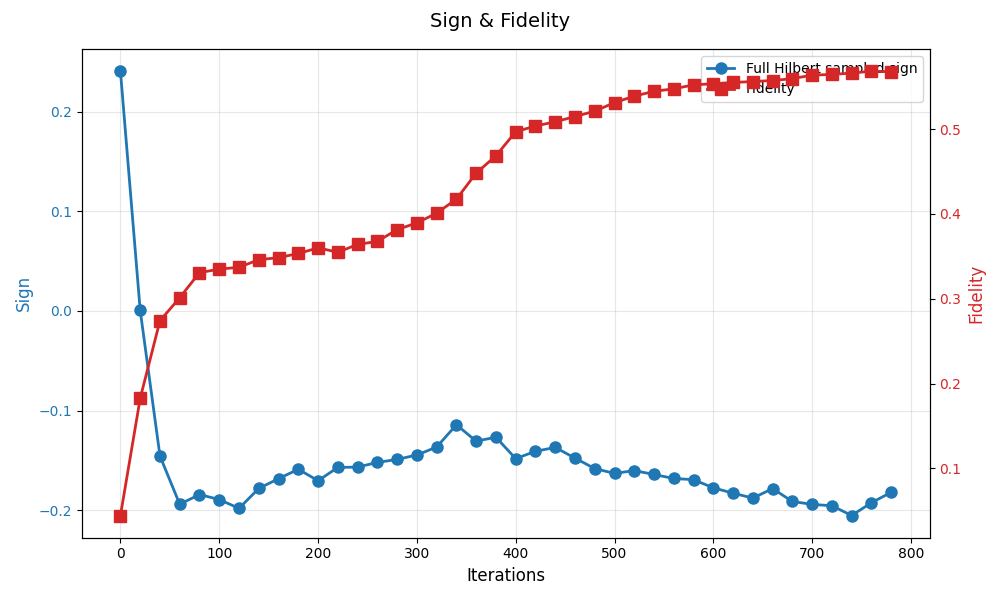 Sign & Fidelity
Full Hilbert sampled sign
Fidelity
Sign
0.2
0.1
0.0
−0.1
−0.2
0.5
0.4
0.3
0.2
0.1
Fidelity
0 100 200 300 400 500 600 700 800
Iterations